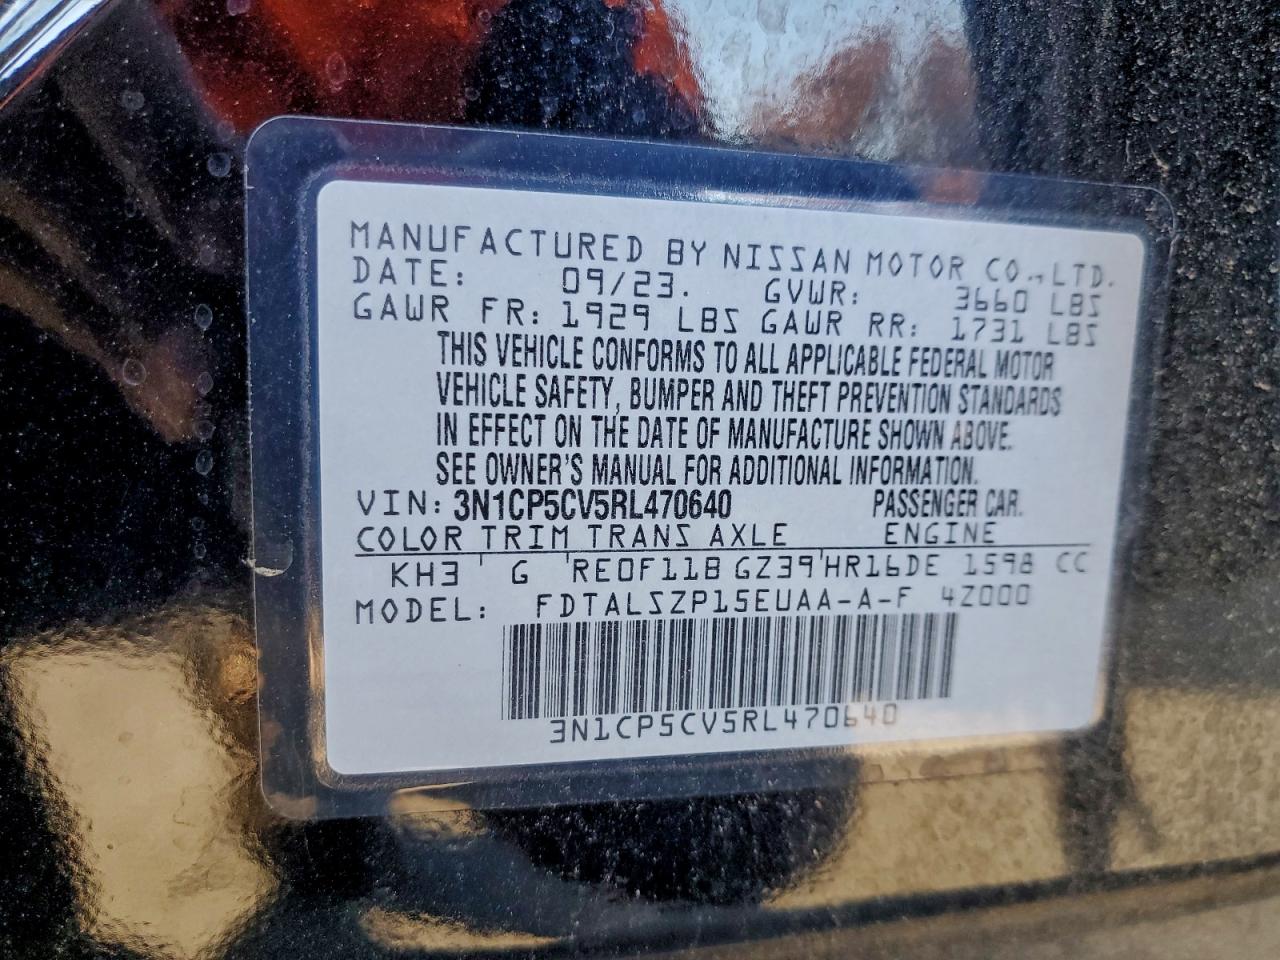 MANUFACTURED BY NISSAN MOTOR CO.,LTD.
DATE: 09/23. GVWR: 3660 LBS
GAWR FR: 1929 LBS GAWR RR: 1731 LBS
THIS VEHICLE CONFORMS TO ALL APPLICABLE FEDERAL MOTOR
VEHICLE SAFETY, BUMPER AND THEFT PREVENTION STANDARDS
IN EFFECT ON THE DATE OF MANUFACTURE SHOWN ABOVE.
SEE OWNER'S MANUAL FOR ADDITIONAL INFORMATION.
VIN: 3N1CP5CV5RL470640 PASSENGER CAR.
COLOR TRIM TRANS AXLE ENGINE
KH3 ' G ' RE0F11B GZ39'HR16DE 1598 CC
MODEL: FDTALSZP15EUAA-A-F 4Z000
3N1CP5CV5RL470640